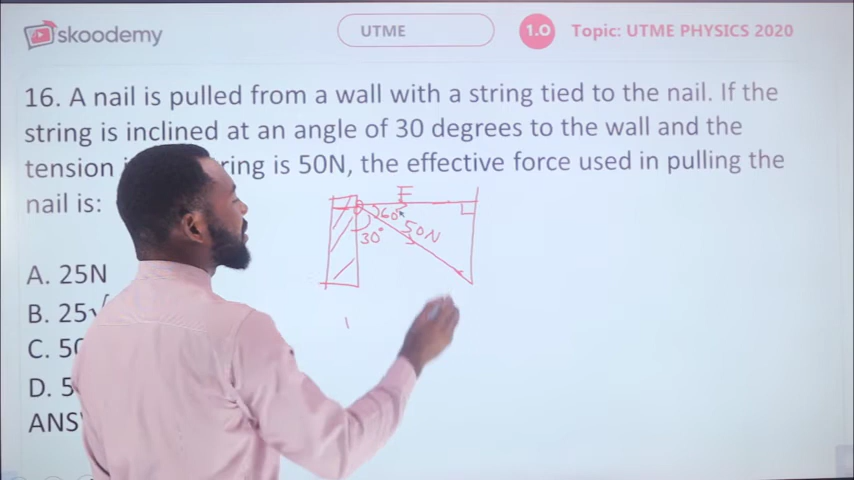 skoodemy
UTME
1.0
Topic: UTME PHYSICS 2020
16. A nail is pulled from a wall with a string tied to the nail. If the
string is inclined at an angle of 30 degrees to the wall and the
tension ring is 50N, the effective force used in pulling the
nail is:
F
60°
50N
30°
A. 25N
B. 25√
C. 50
D. 5
ANS